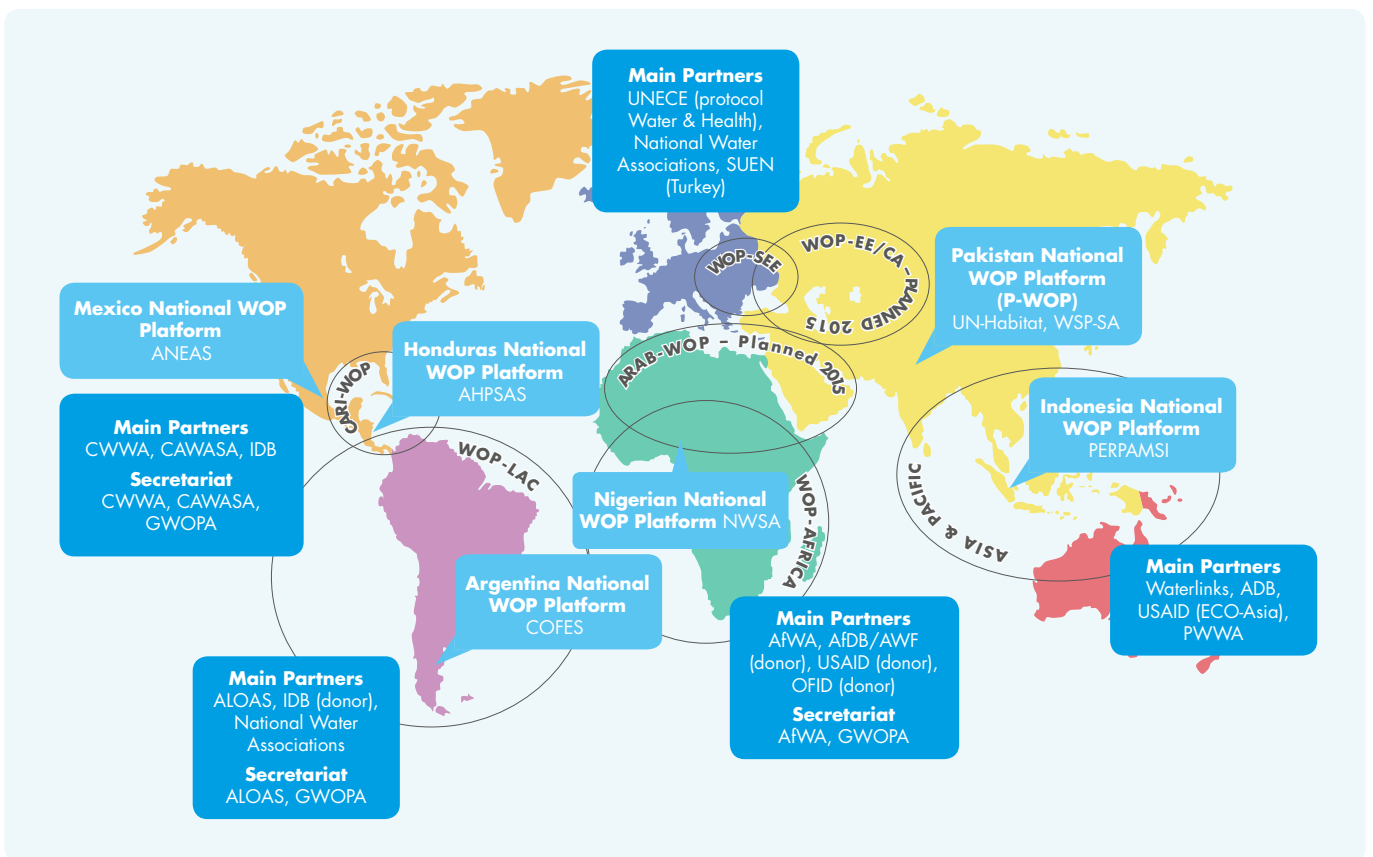 Main Partners
UNECE (protocol
Water & Health),
National Water
Associations, SUEN
(Turkey)
WOP-SEE
WOP-EE/CA – PLANNED 2015
Pakistan National
WOP Platform
(P-WOP)
UN-Habitat, WSP-SA
Mexico National WOP
Platform
ANEAS
Honduras National
WOP Platform
AHPSAS
CARI-WOP
ARAB-WOP – Planned 2015
Indonesia National
WOP Platform
PERPAMSI
Main Partners
CWWA, CAWASA, IDB
Secretariat
CWWA, CAWASA,
GWOPA
WOP-LAC
Nigerian National
WOP Platform NWSA
WOP-AFRICA
ASIA & PACIFIC
Argentina National
WOP Platform
COFES
Main Partners
Waterlinks, ADB,
USAID (ECO-Asia),
PWWA
Main Partners
AfWA, AfDB/AWF
(donor), USAID (donor),
OFID (donor)
Secretariat
AfWA, GWOPA
Main Partners
ALOAS, IDB (donor),
National Water
Associations
Secretariat
ALOAS, GWOPA